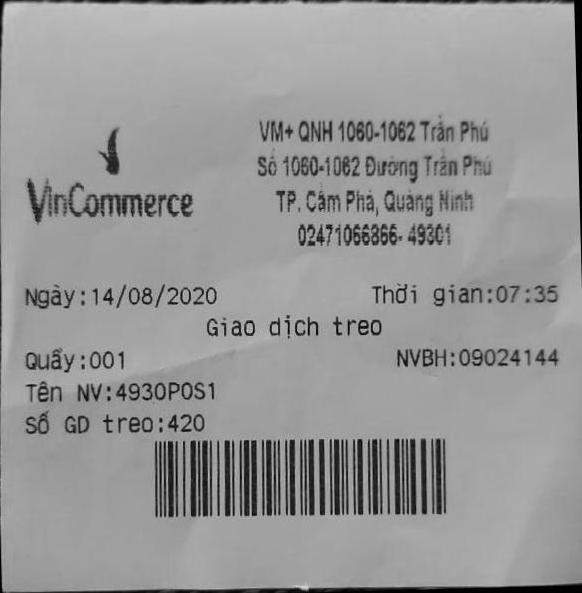 VinCommerce
VM+ QNH 1060-1062 Trần Phú
Số 1060-1062 Đường Trần Phú
TP. Cẩm Phả, Quảng Ninh
02471066866- 49301
Ngày:14/08/2020 Thời gian:07:35
Giao dịch treo
Quầy:001 NVBH:09024144
Tên NV:4930POS1
Số GD treo:420